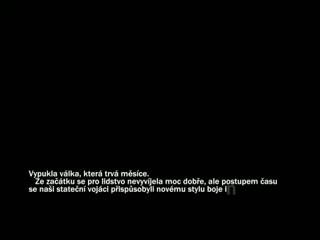 Vypukla válka, která trvá měsíce.
Ze začátku se pro lidstvo nevyvíjela moc dobře, ale postupem času
se naši stateční vojáci přispůsobyli novému stylu boje i n